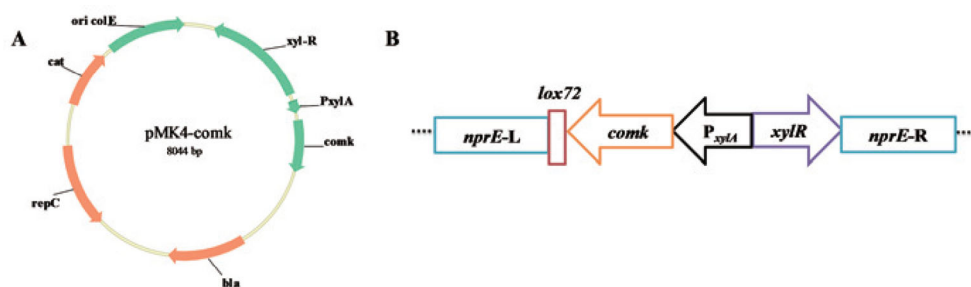 A
ori colE
xyl-R
cat
PxylA
pMK4-comk
8044 bp
comk
repC
bla
B
lox72
nprE-L
comk
PxylA
xylR
nprE-R